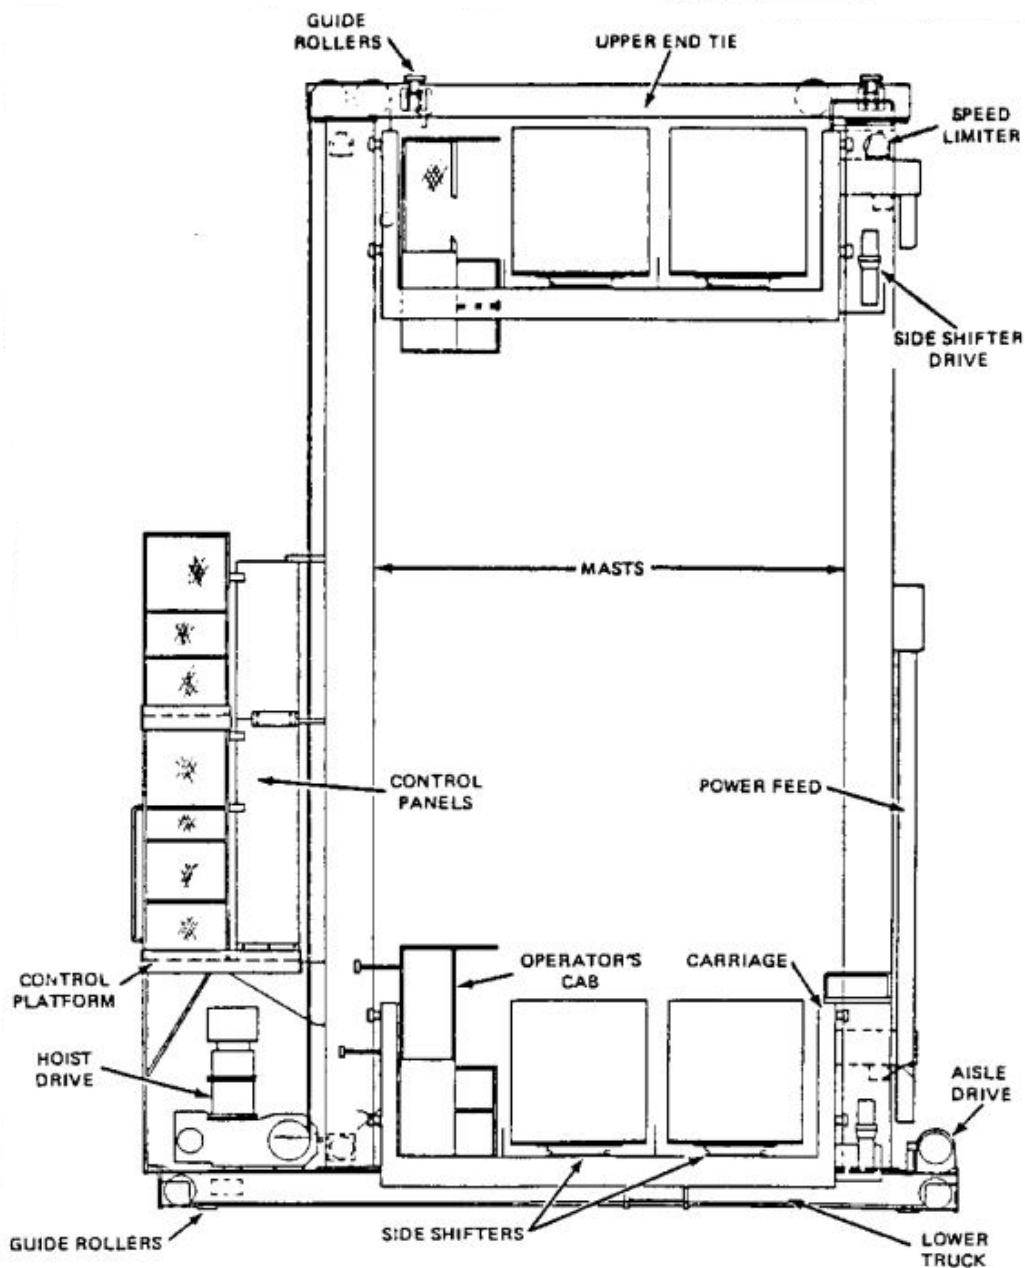 GUIDE
ROLLERS
UPPER END TIE
SPEED
LIMITER
SIDE SHIFTER
DRIVE
MASTS
CONTROL
PANELS
POWER FEED
OPERATOR'S
CAB
CARRIAGE
CONTROL
PLATFORM
HOIST
DRIVE
AISLE
DRIVE
SIDE SHIFTERS
GUIDE ROLLERS
LOWER
TRUCK